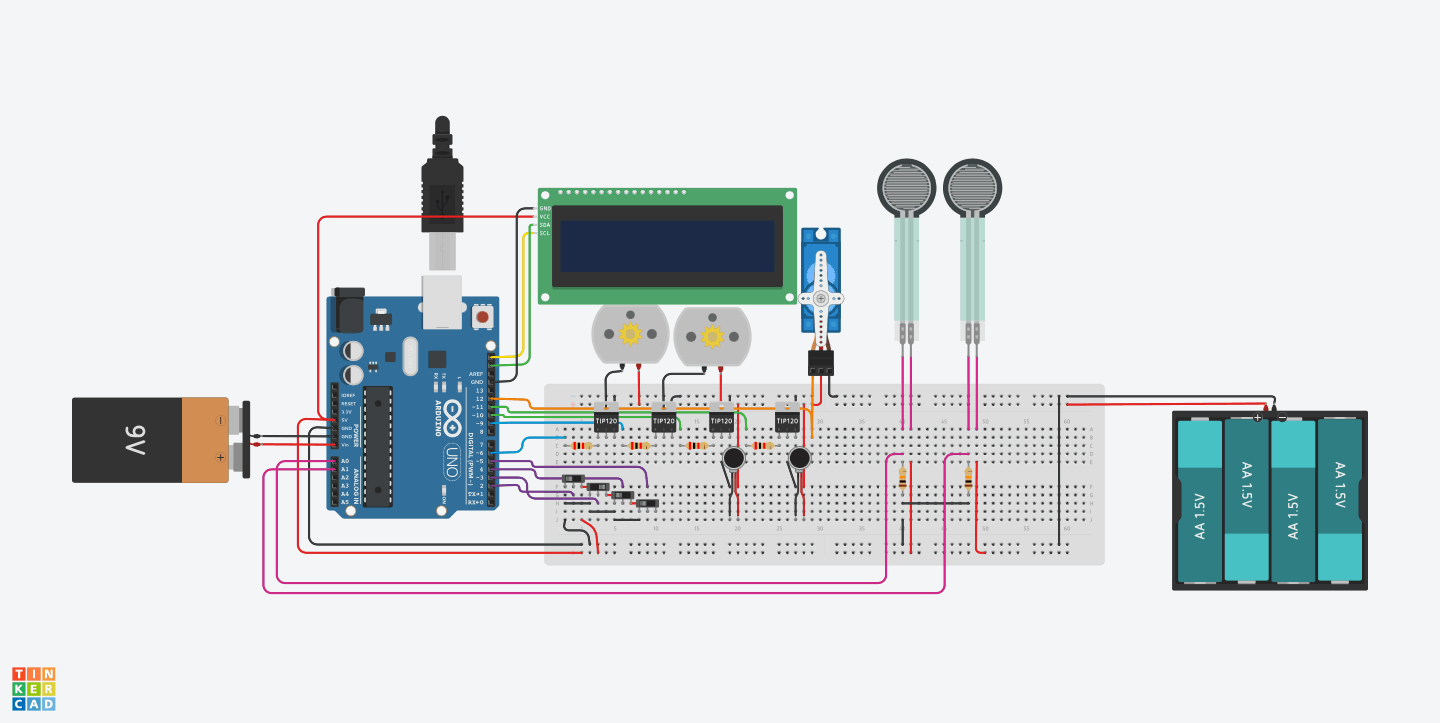 GND
VCC
SDA
SCL
AREF
GND
13
12
~11
~10
~9
8
7
~6
~5
4
~3
2
TX→1
RX←0
DIGITAL (PWM~)
IOREF
RESET
3.3V
5V
GND
GND
Vin
POWER
A0
A1
A2
A3
A4
A5
ANALOG IN
RX
TX
L
ON
ARDUINO
UNO
9V
TIP120
TIP120
TIP120
TIP120
AA 1.5V
AA 1.5V
AA 1.5V
AA 1.5V
TIN
KER
CAD